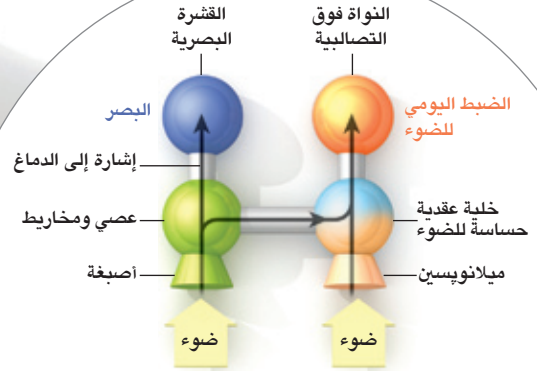 النواة فوق
التصالبية
القشرة
البصرية
الضبط اليومي
للضوء
البصر
إشارة إلى الدماغ
خلية عقدية
حساسة للضوء
عصي ومخاريط
ميلانوپسين
أصبغة
ضوء
ضوء